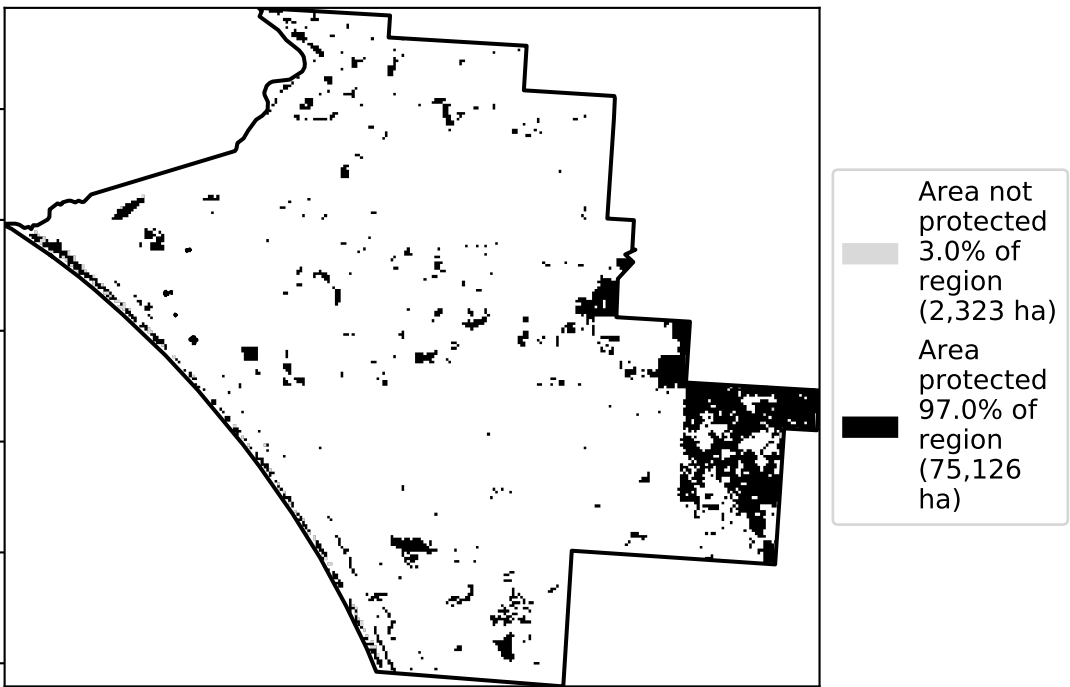 Area not
protected
3.0% of
region
(2,323 ha)
Area
protected
97.0% of
region
(75,126
ha)